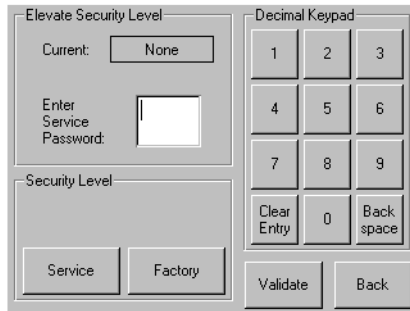 Elevate Security Level
Current: None
Enter
Service
Password:
Security Level
Service Factory
Decimal Keypad
1 2 3
4 5 6
7 8 9
Clear
Entry
0
Back
space
Validate Back